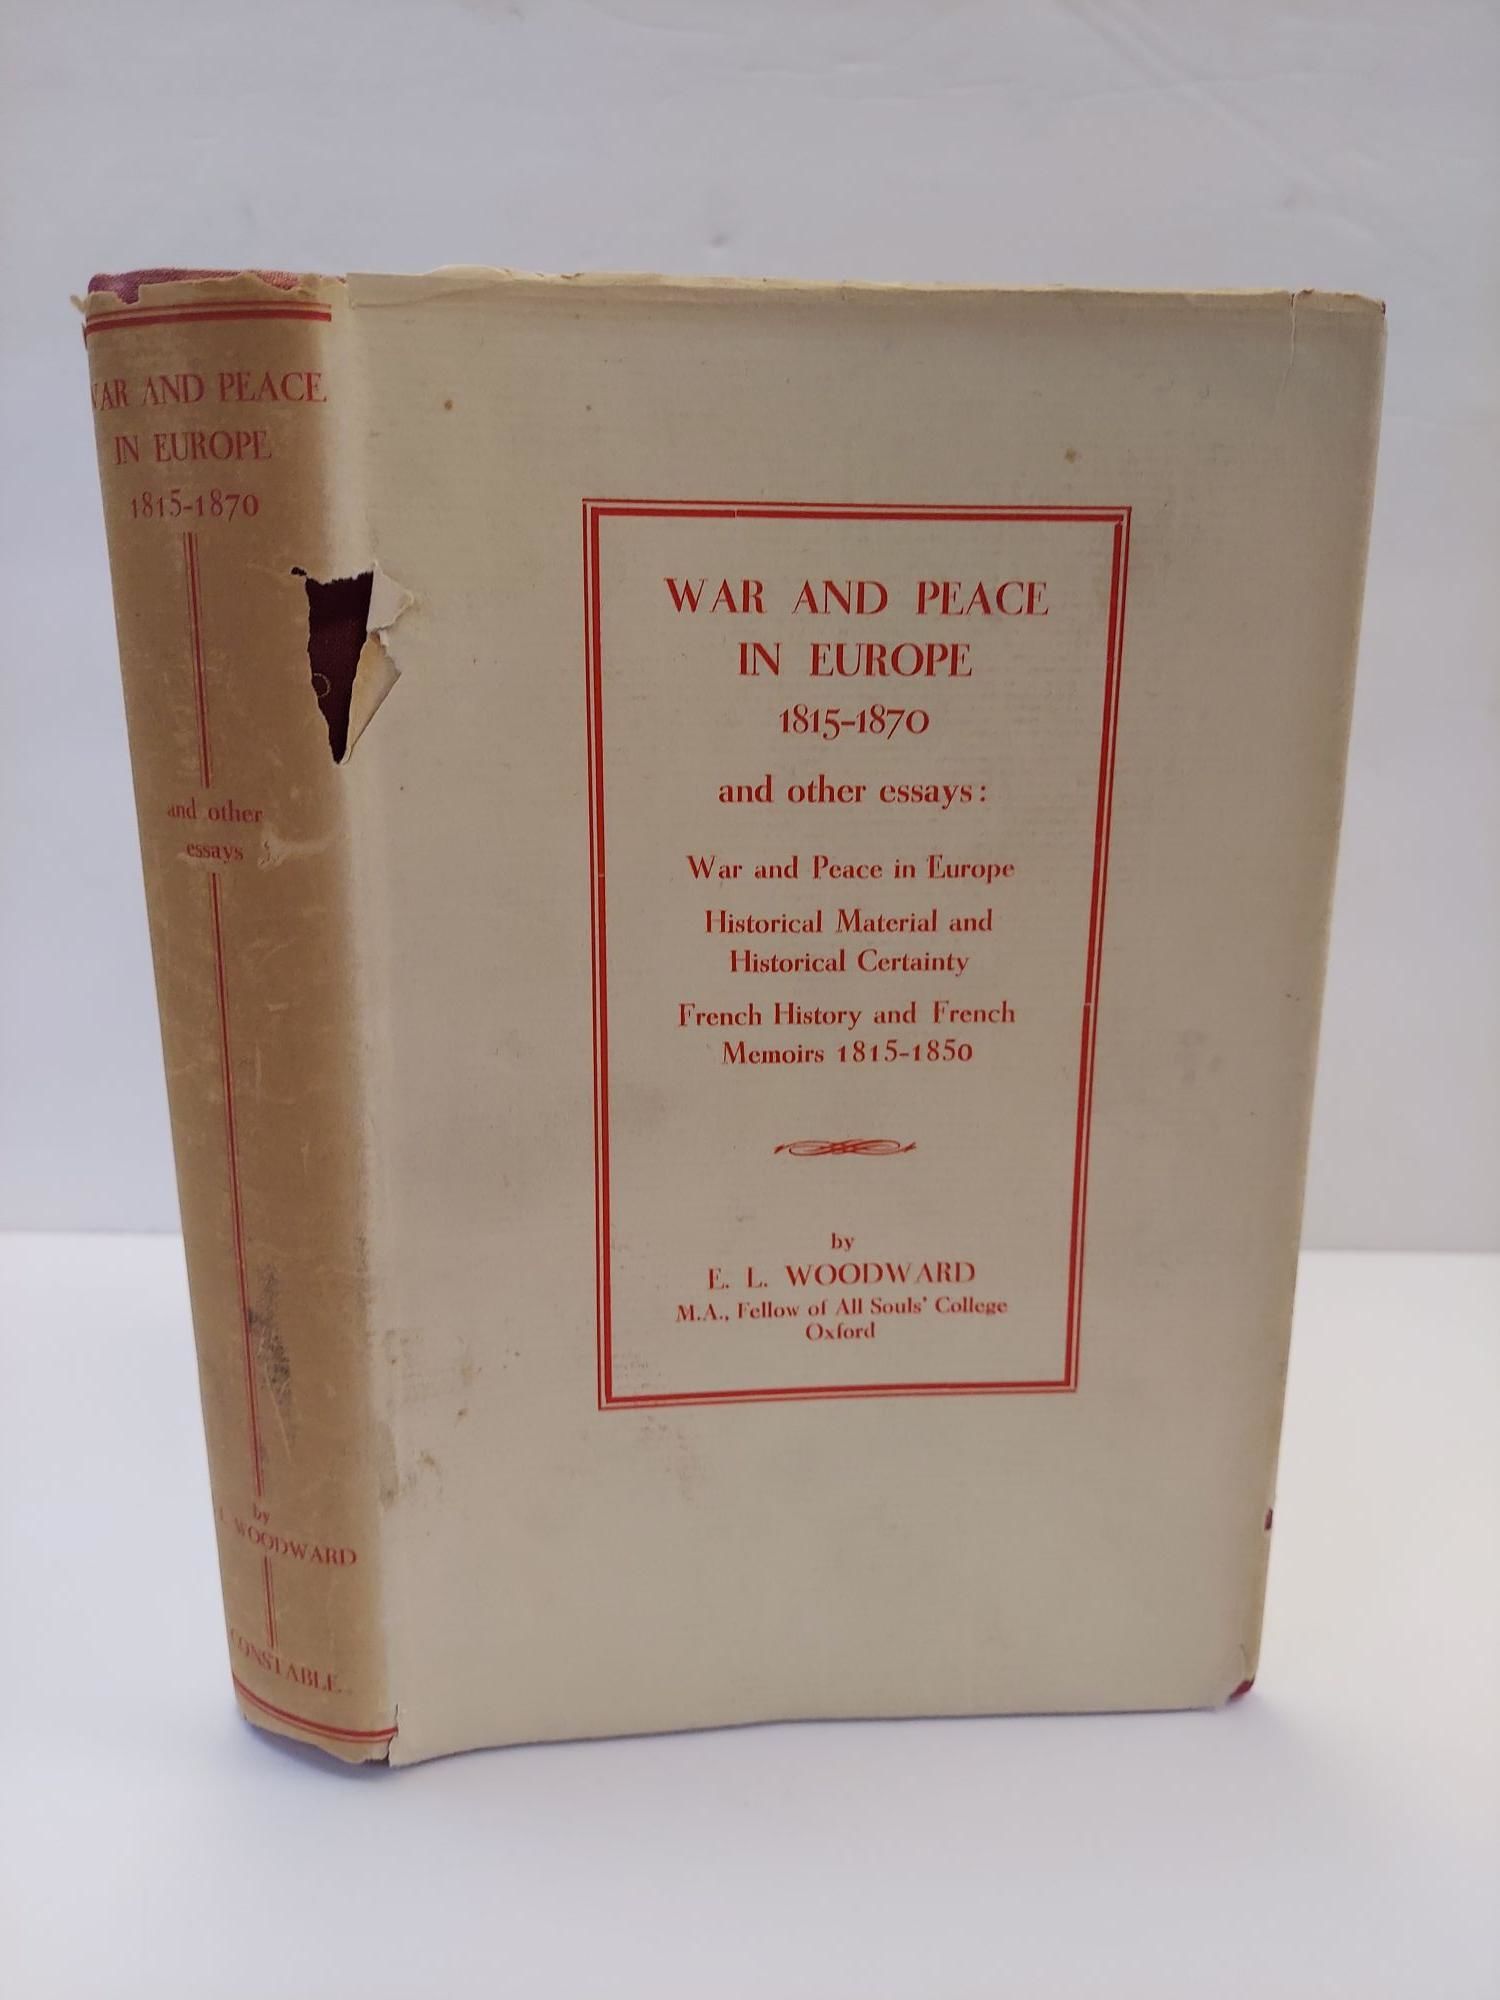 AND PEACE
IN EUROPE
1815-1870
and other
essays
by
WOODWARD
CONSTABLE
WAR AND PEACE
IN EUROPE
1815-1870
and other essays:
War and Peace in Europe
Historical Material and
Historical Certainty
French History and French
Memoirs 1815-1850
by
E. L. WOODWARD
M.A., Fellow of All Souls' College
Oxford